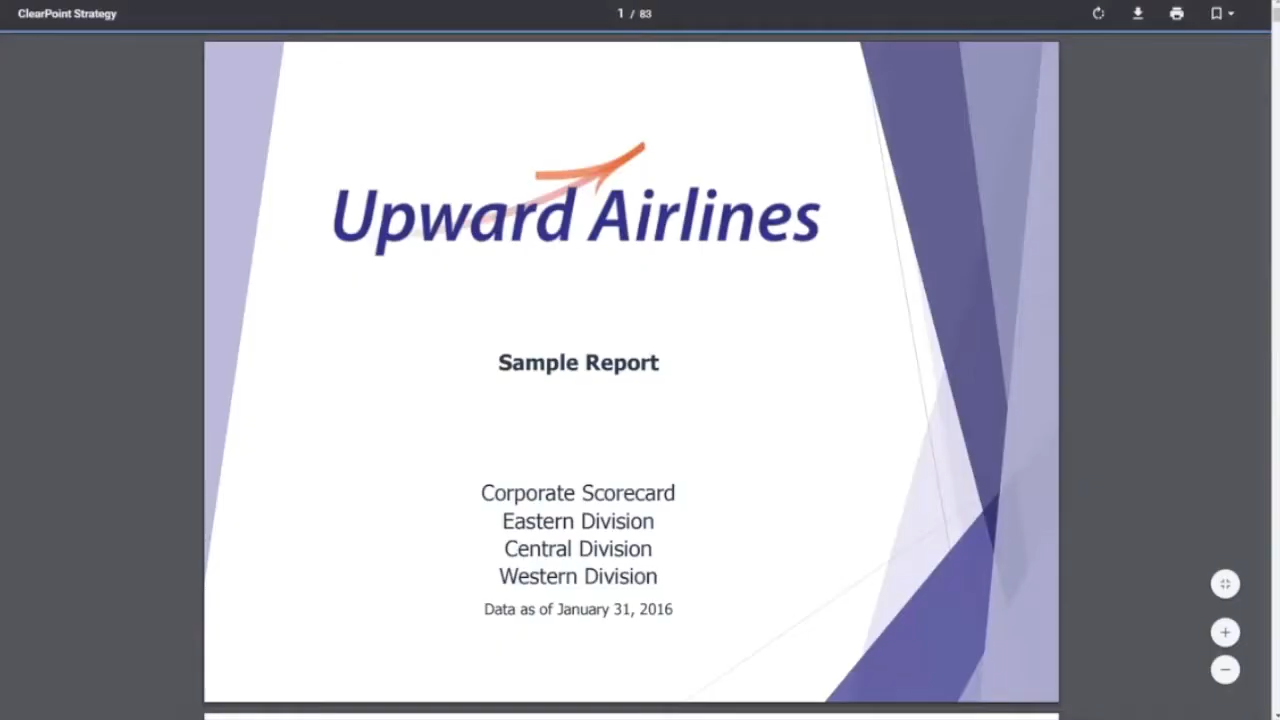 ClearPoint Strategy
1 / 83
Upward Airlines
Sample Report
Corporate Scorecard
Eastern Division
Central Division
Western Division
Data as of January 31, 2016